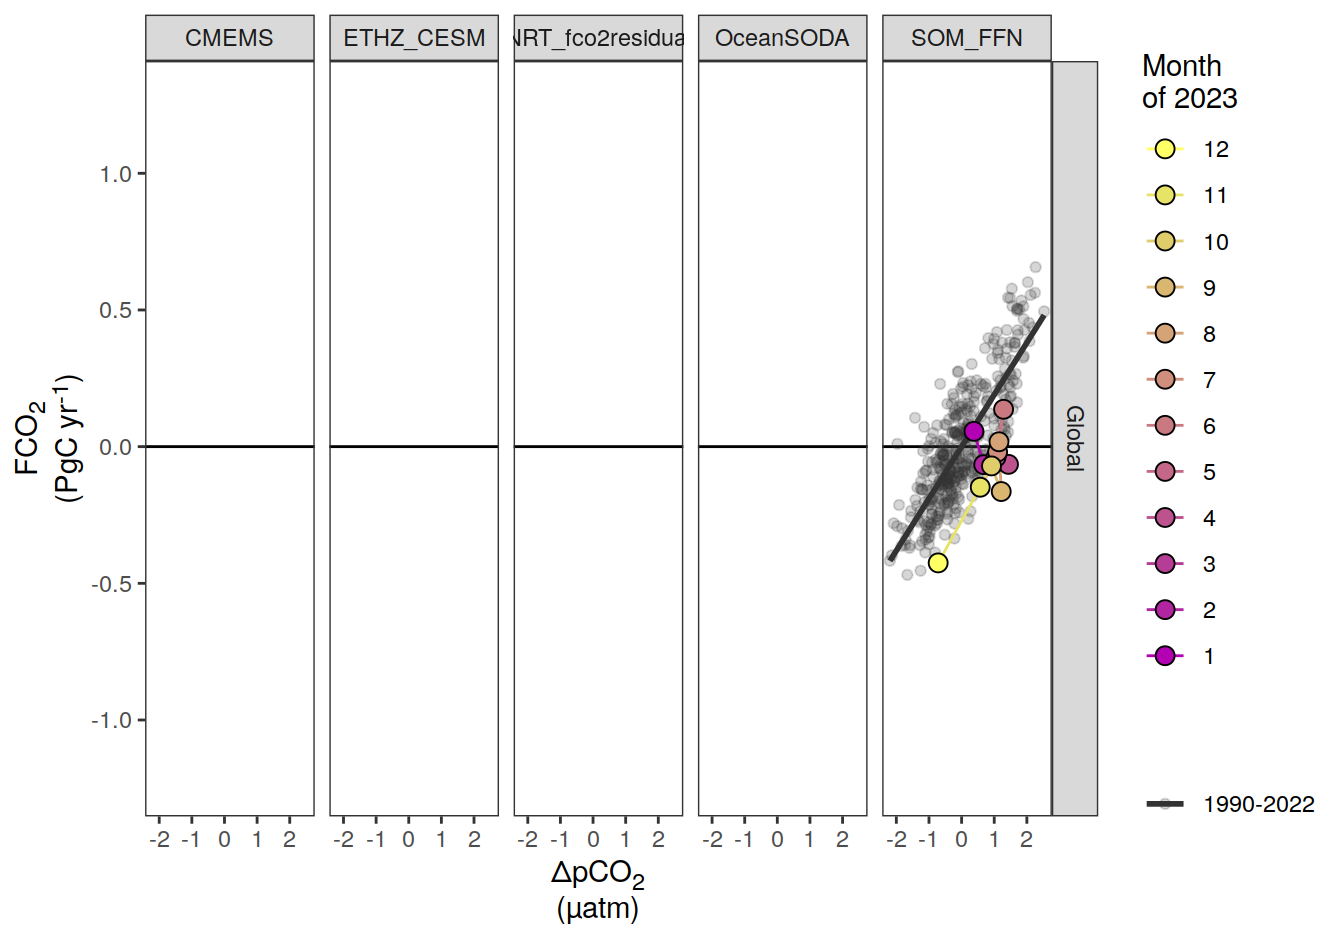 CMEMS
ETHZ_CESM
NRT_fco2residua
OceanSODA
SOM_FFN
Global
FCO2
(PgC yr-1)
1.0
0.5
0.0
-0.5
-1.0
-2 -1 0 1 2
-2 -1 0 1 2
-2 -1 0 1 2
-2 -1 0 1 2
-2 -1 0 1 2
ΔpCO2
(µatm)
Month
of 2023
12
11
10
9
8
7
6
5
4
3
2
1
1990-2022